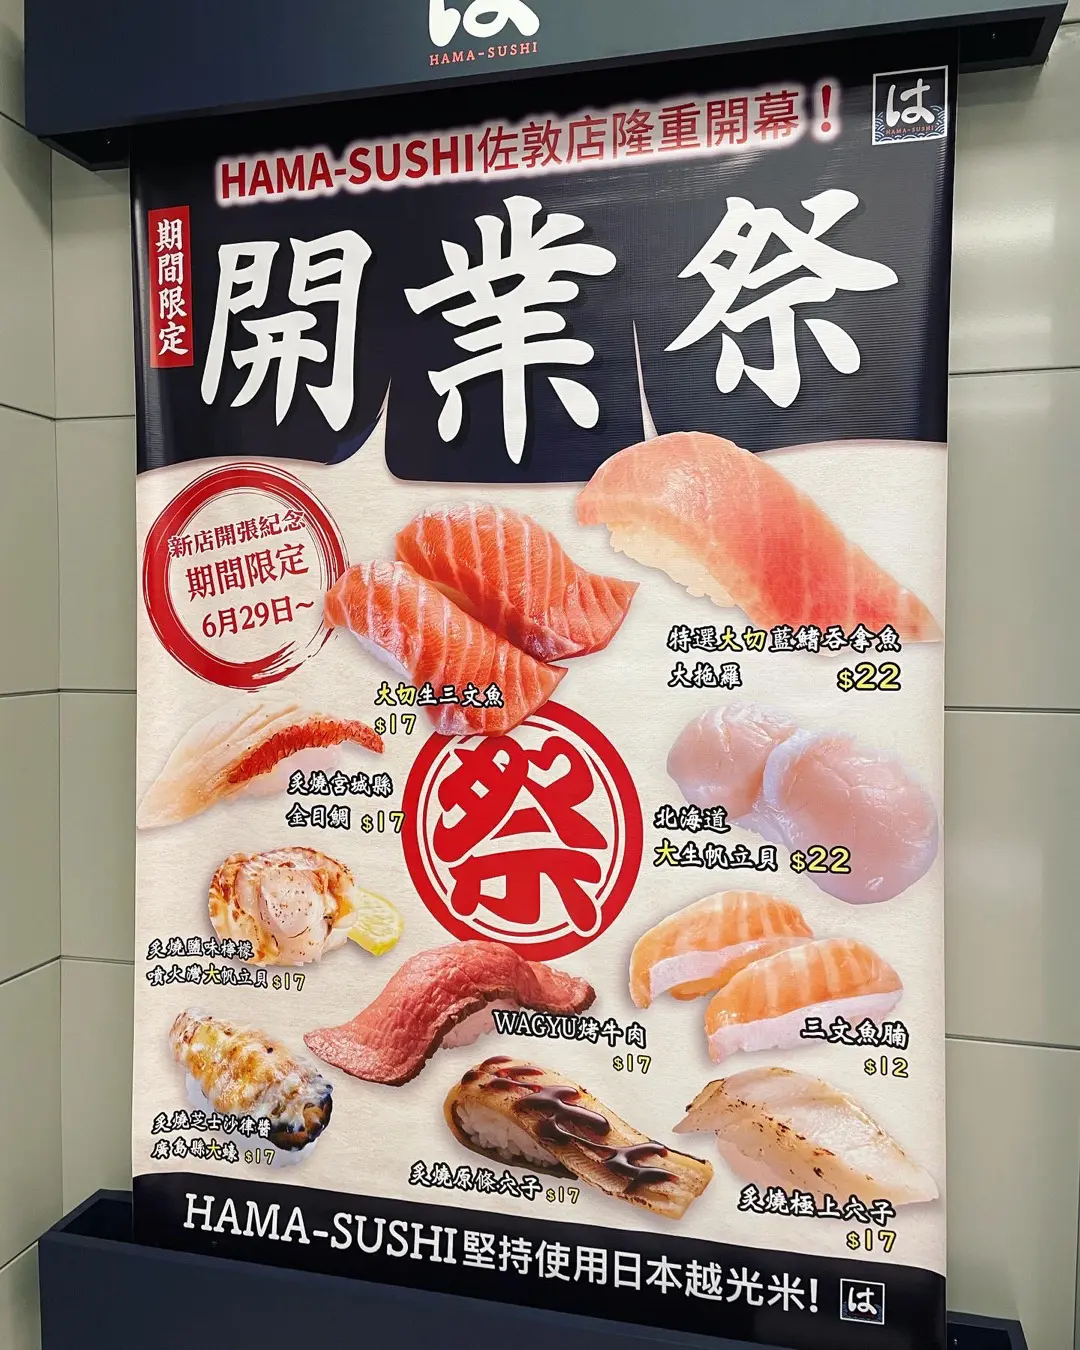 は
HAMA-SUSHI
は
HAMA-SUSHI
HAMA-SUSHI佐敦店隆重開幕！
期間限定
開業祭
新店開張紀念
期間限定
6月29日～
特選大切藍鰭吞拿魚
大拖羅 $22
大切生三文魚
$17
炙燒宮城縣
金目鯛 $17
祭
北海道
大生帆立貝 $22
炙燒鹽味檸檬
噴火灣大帆立貝 $17
WAGYU烤牛肉
$17
三文魚腩
$12
炙燒芝士沙律醬
廣島縣大蠔 $17
炙燒原條穴子 $17
炙燒極上穴子
$17
HAMA-SUSHI堅持使用日本越光米!
は